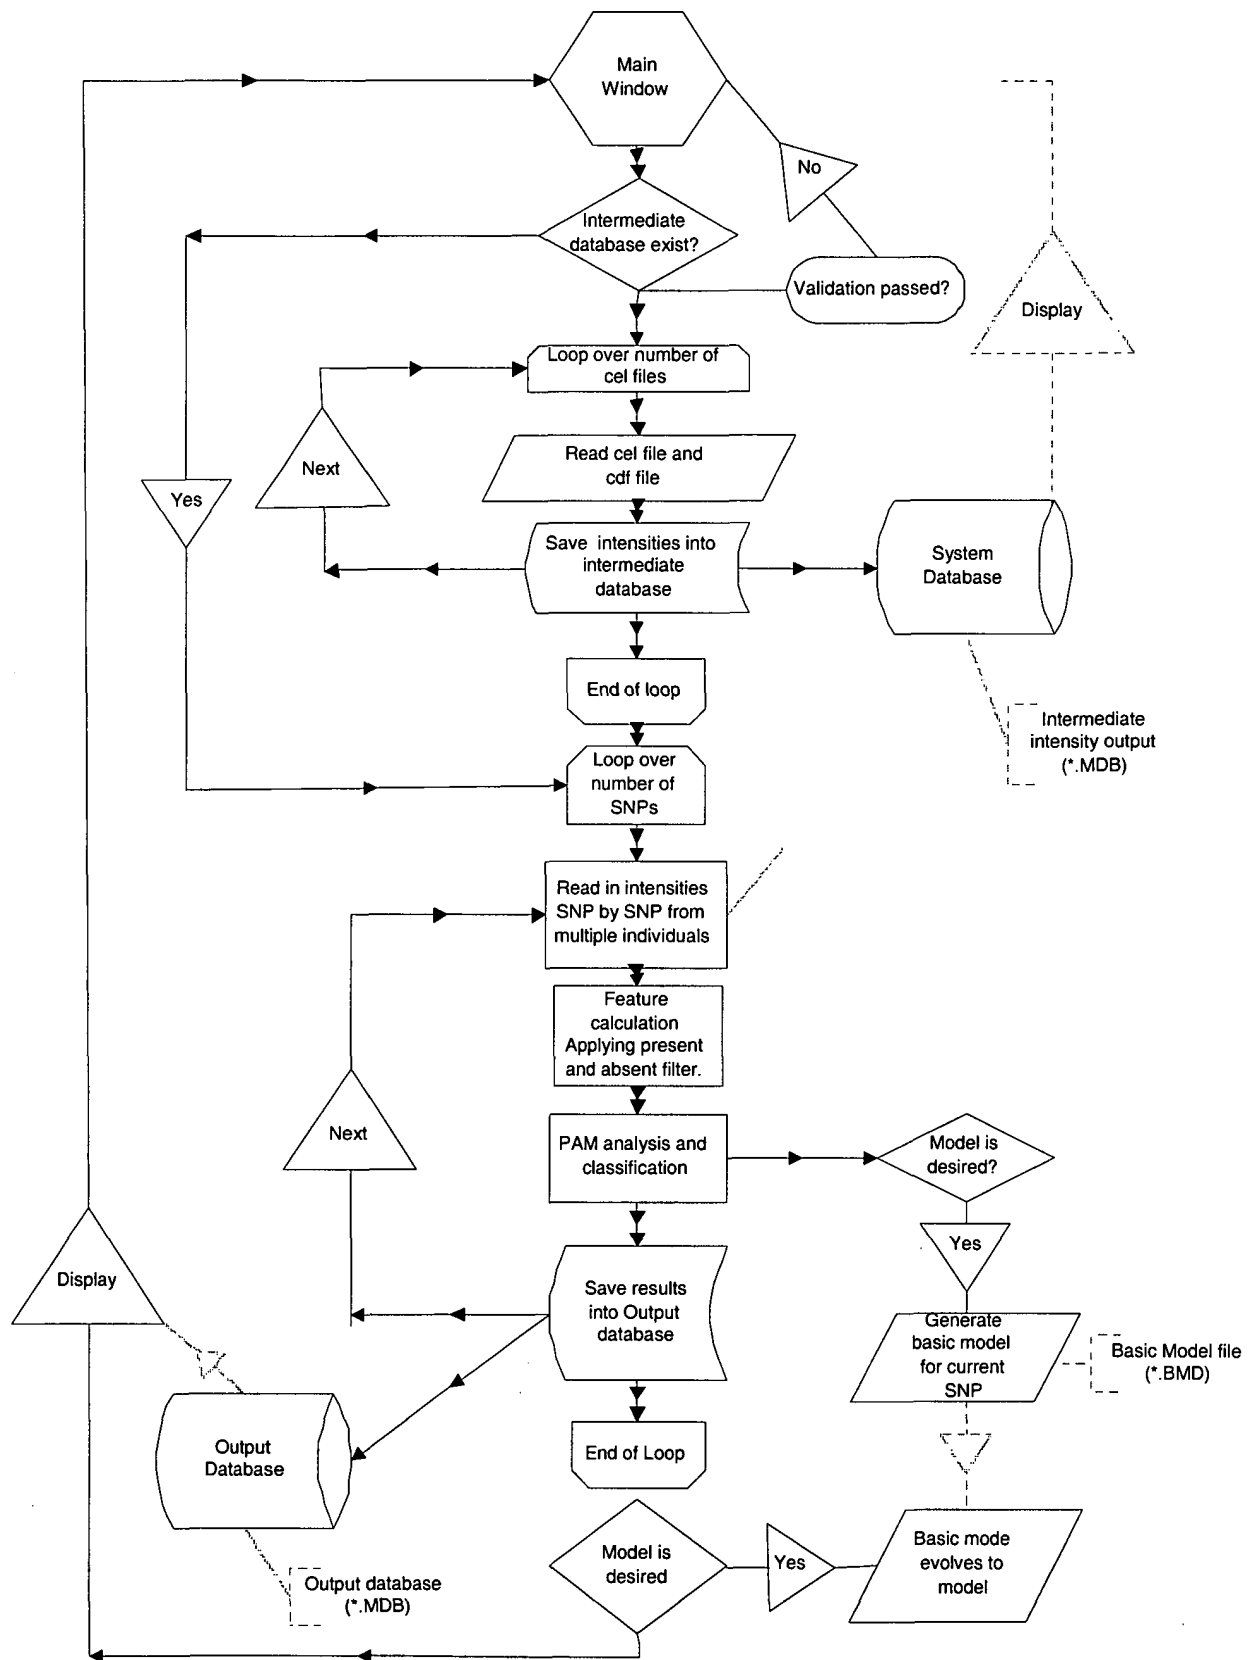 Main
Window
No
Intermediate
database exist?
Validation passed?
Display
Loop over number of
cel files
Next
Read cel file and
cdf file
Yes
Save intensities into
intermediate
database
System
Database
End of loop
Intermediate
intensity output
(*.MDB)
Loop over
number of
SNPs
Read in intensities
SNP by SNP from
multiple individuals
Feature
calculation
Applying present
and absent filter.
Next
PAM analysis and
classification
Model is
desired?
Yes
Display
Save results
into Output
database
Generate
basic model
for current
SNP
Basic Model file
(*.BMD)
Output
Database
End of Loop
Model is
desired
Yes
Basic mode
evolves to
model
Output database
(*.MDB)